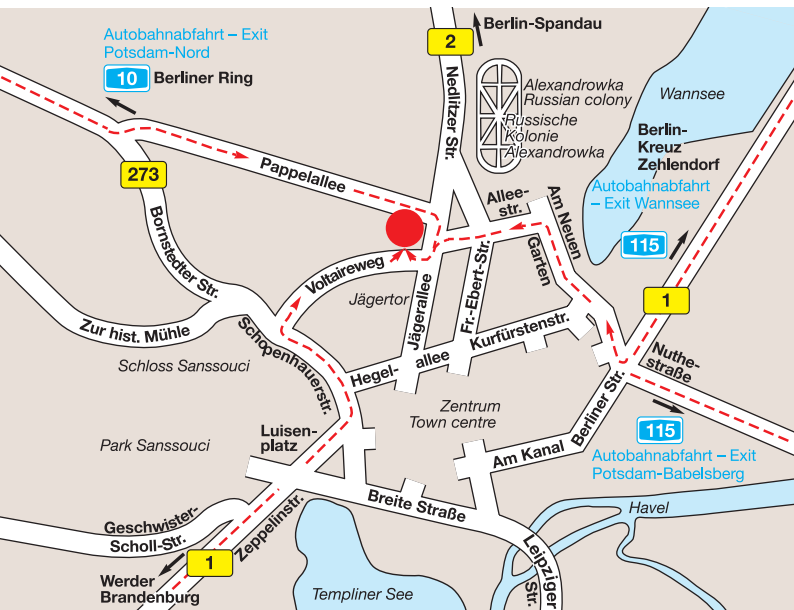 Autobahnabfahrt – Exit
Potsdam-Nord
10
Berliner Ring
2
Berlin-Spandau
Nedlitzer Str.
Alexandrowka
Russian colony
Russische
Kolonie
Alexandrowka
Wannsee
Berlin-
Kreuz
Zehlendorf
Autobahnabfahrt
– Exit Wannsee
115
1
273
Pappelallee
Bornstedter Str.
Allee-
str.
Am Neuen
Garten
Voltaireweg
Jägertor
Jägerallee
Fr.-Ebert-Str.
Zur hist. Mühle
Schopenhauerstr.
Schloss Sanssouci
Hegel-
allee
Kurfürstenstr.
Nuthe-
straße
Berliner Str.
Zentrum
Town centre
Park Sanssouci
Luisen-
platz
Am Kanal
115
Autobahnabfahrt – Exit
Potsdam-Babelsberg
Breite Straße
Havel
Geschwister-
Scholl-Str.
Zeppelinstr.
1
Werder
Brandenburg
Templiner See
Leipziger
Str.